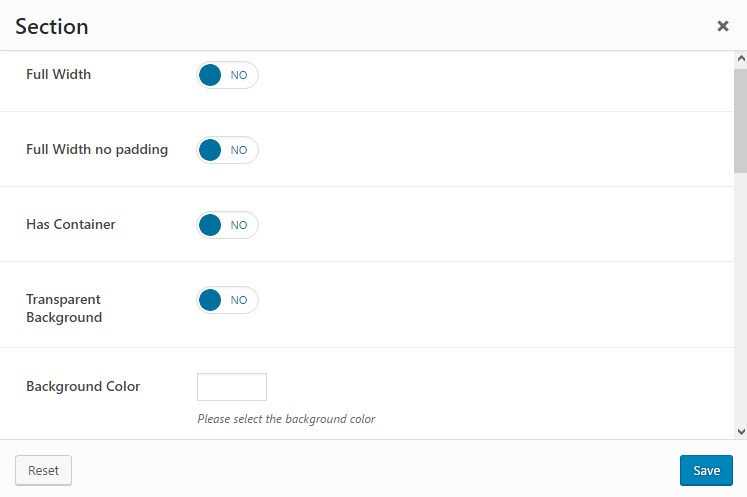 Section
Full Width
NO
Full Width no padding
NO
Has Container
NO
Transparent
Background
NO
Background Color
Please select the background color
Reset
Save